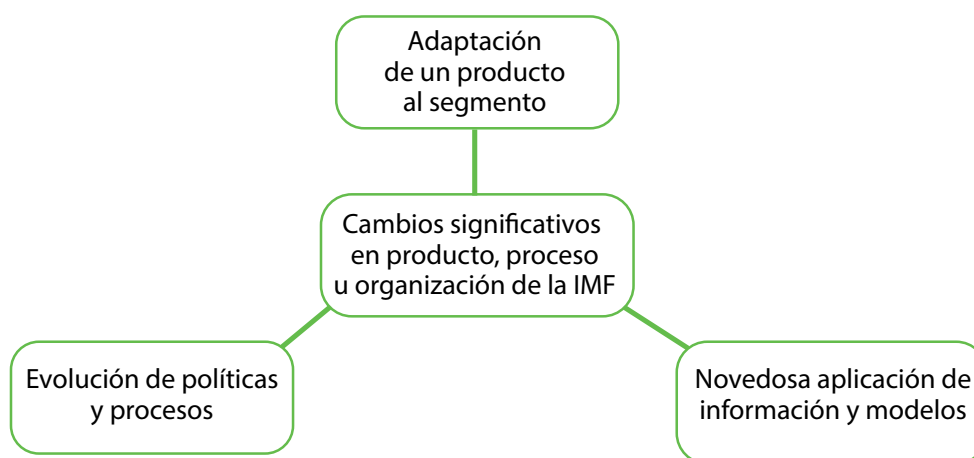 Adaptación
de un producto
al segmento
Cambios significativos
en producto, proceso
u organización de la IMF
Evolución de políticas
y procesos
Novedosa aplicación de
información y modelos